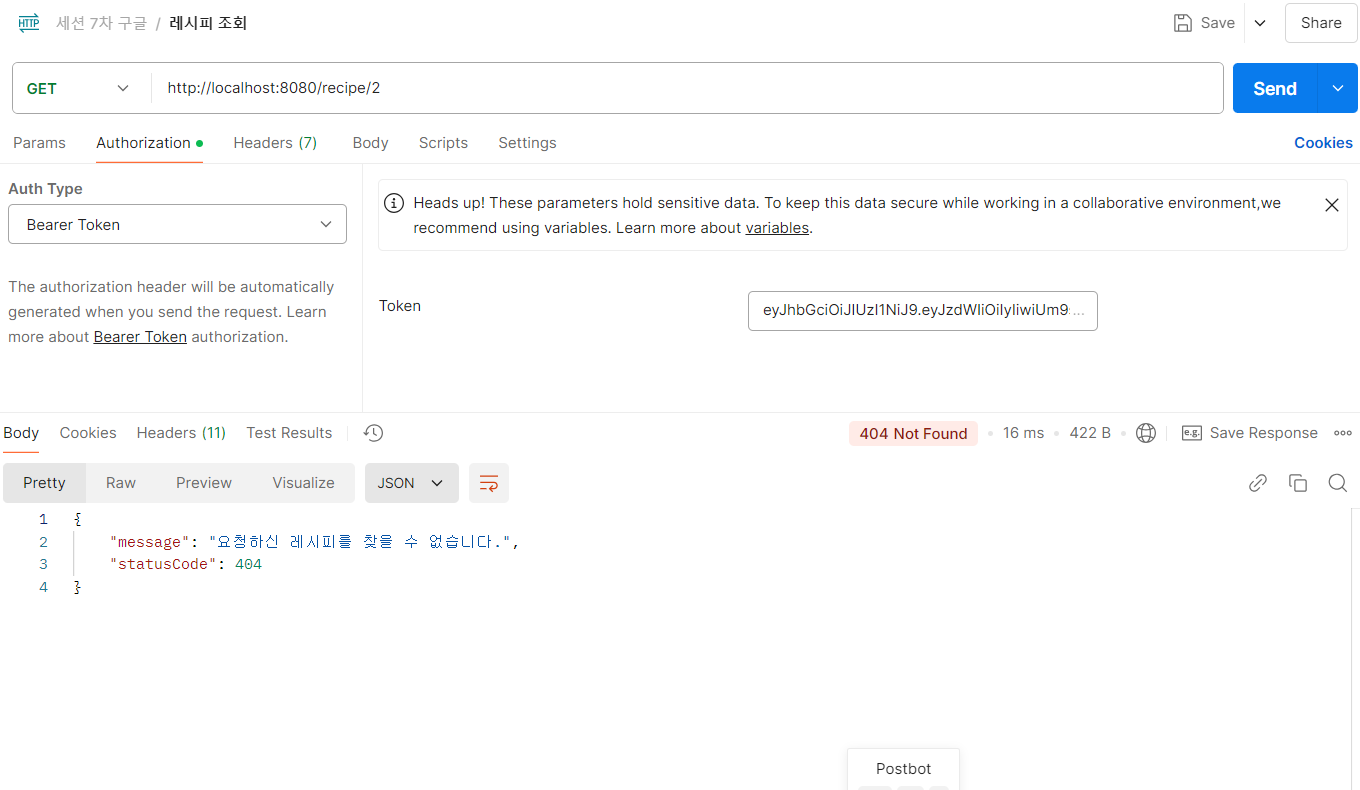 HTTP 세션 7차 구글 / 레시피 조회 Save Share
GET http://localhost:8080/recipe/2 Send
Params Authorization Headers (7) Body Scripts Settings Cookies
Auth Type
Bearer Token
Heads up! These parameters hold sensitive data. To keep this data secure while working in a collaborative environment,we
recommend using variables. Learn more about variables.
The authorization header will be automatically
generated when you send the request. Learn
more about Bearer Token authorization.
Token eyJhbGciOiJIUzI1NiJ9.eyJzdWIiOiIyIiwiUm9...
Body Cookies Headers (11) Test Results 404 Not Found 16 ms 422 B e.g. Save Response
Pretty Raw Preview Visualize JSON
1 {
2 "message": "요청하신 레시피를 찾을 수 없습니다.",
3 "statusCode": 404
4 }
Postbot